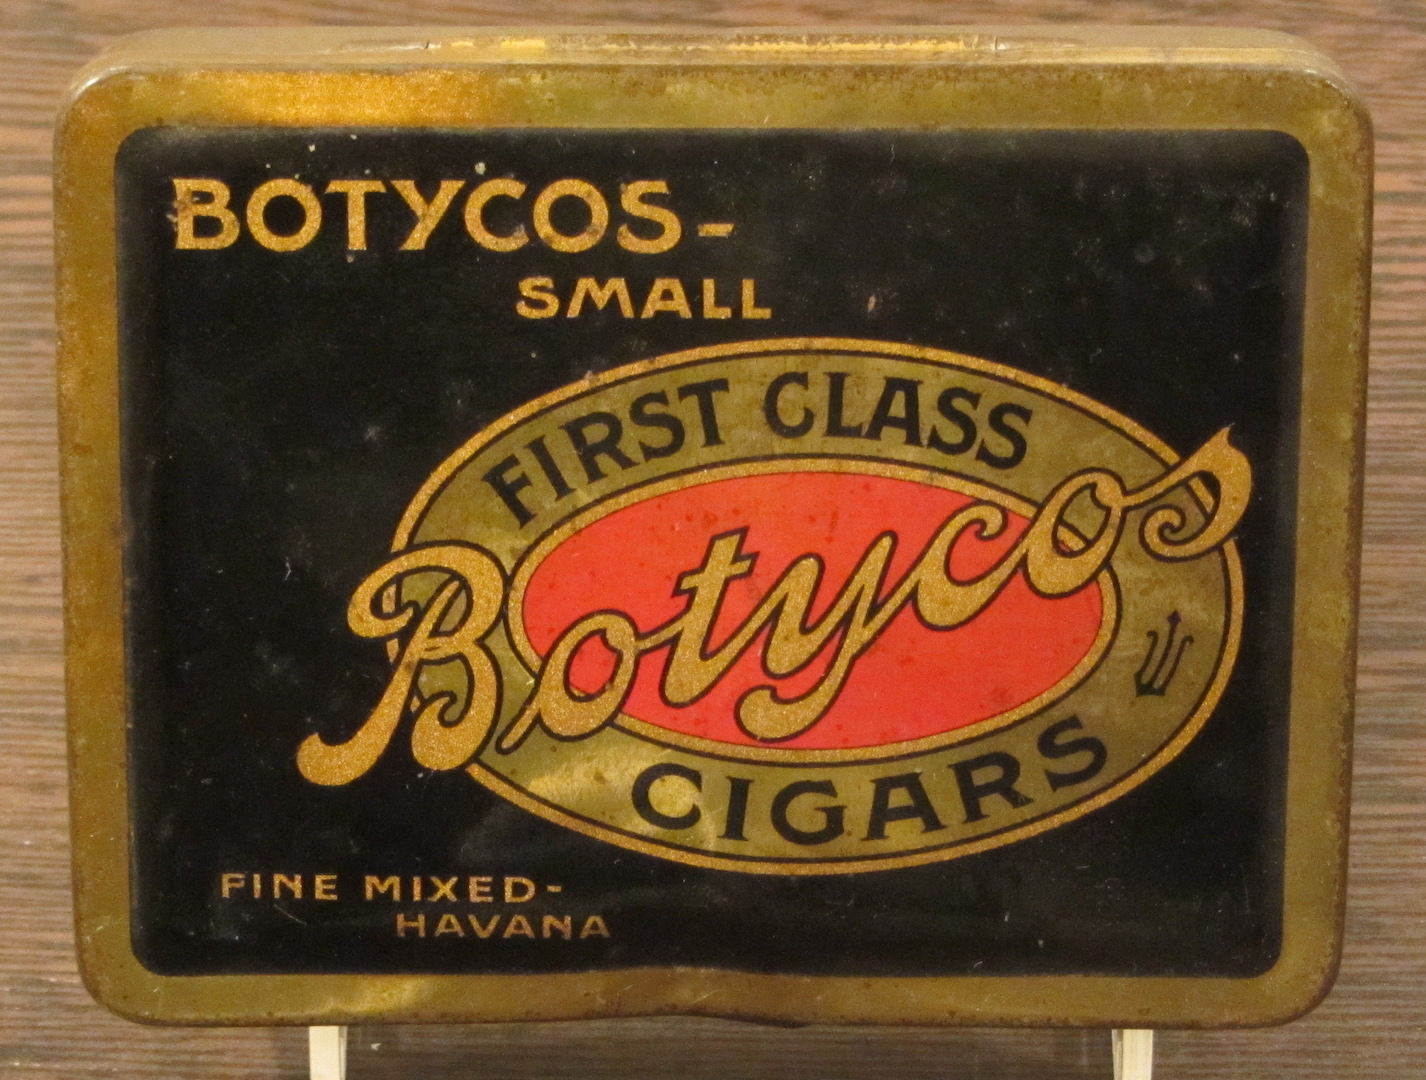 BOTYCOS-
SMALL
FIRST CLASS
Botycos
CIGARS
FINE MIXED-
HAVANA